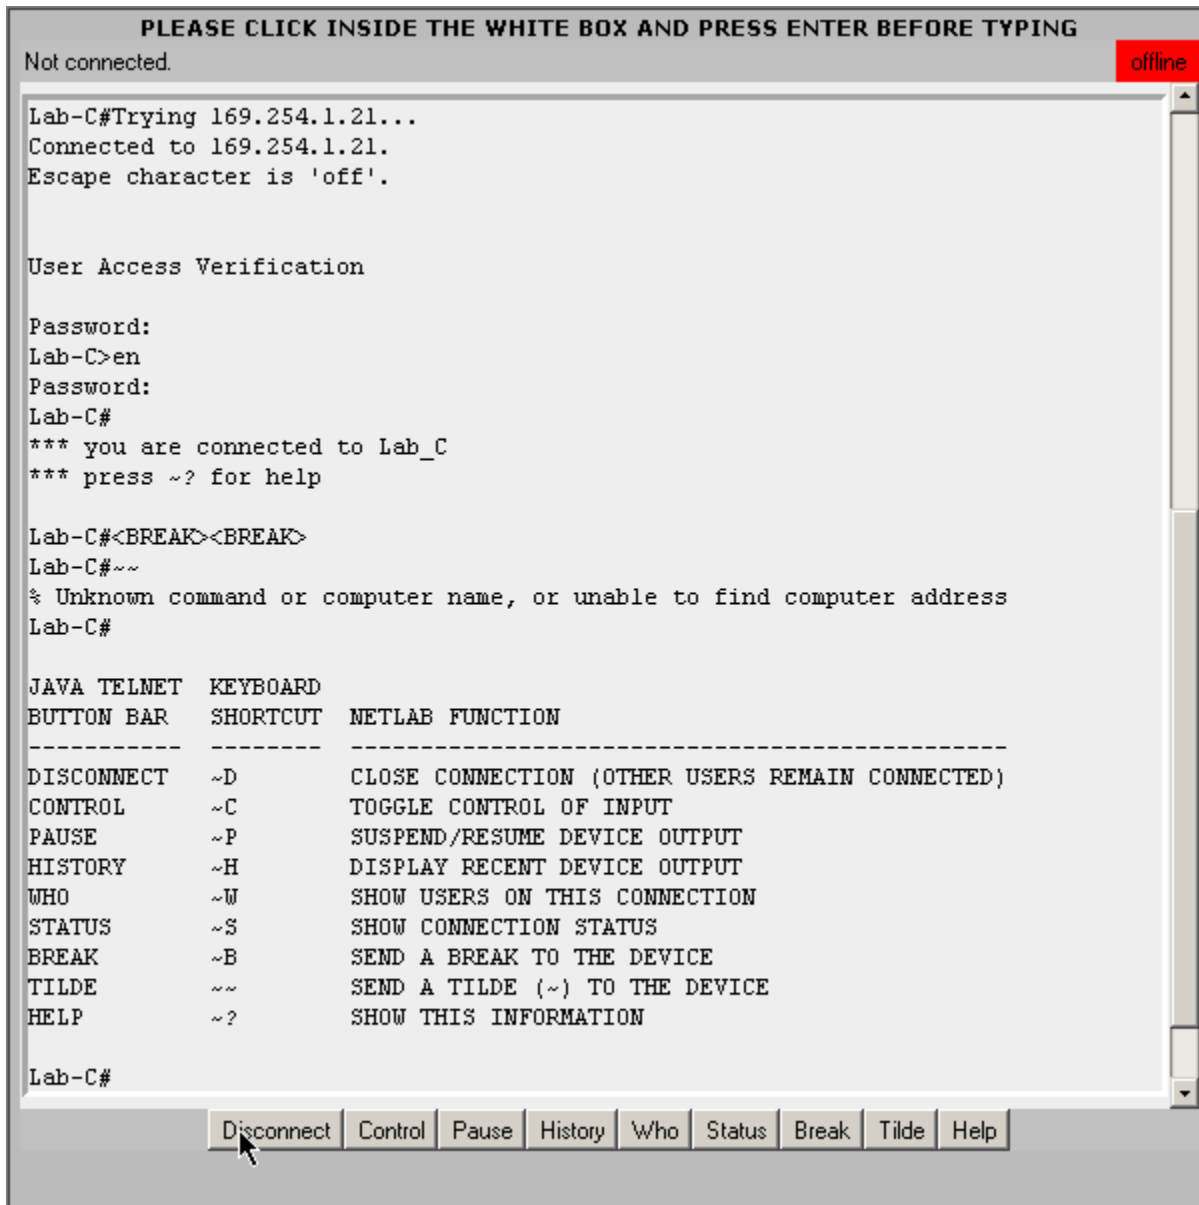 PLEASE CLICK INSIDE THE WHITE BOX AND PRESS ENTER BEFORE TYPING
Not connected. offline
Lab-C#Trying 169.254.1.21...
Connected to 169.254.1.21.
Escape character is 'off'.
User Access Verification
Password:
Lab-C>en
Password:
Lab-C#
*** you are connected to Lab_C
*** press ~? for help
Lab-C#<BREAK><BREAK>
Lab-C#~~
% Unknown command or computer name, or unable to find computer address
Lab-C#
JAVA TELNET KEYBOARD
BUTTON BAR SHORTCUT NETLAB FUNCTION
----------- -------- -----------------------------------------------
DISCONNECT ~D CLOSE CONNECTION (OTHER USERS REMAIN CONNECTED)
CONTROL ~C TOGGLE CONTROL OF INPUT
PAUSE ~P SUSPEND/RESUME DEVICE OUTPUT
HISTORY ~H DISPLAY RECENT DEVICE OUTPUT
WHO ~W SHOW USERS ON THIS CONNECTION
STATUS ~S SHOW CONNECTION STATUS
BREAK ~B SEND A BREAK TO THE DEVICE
TILDE ~~ SEND A TILDE (~) TO THE DEVICE
HELP ~? SHOW THIS INFORMATION
Lab-C#
Disconnect Control Pause History Who Status Break Tilde Help